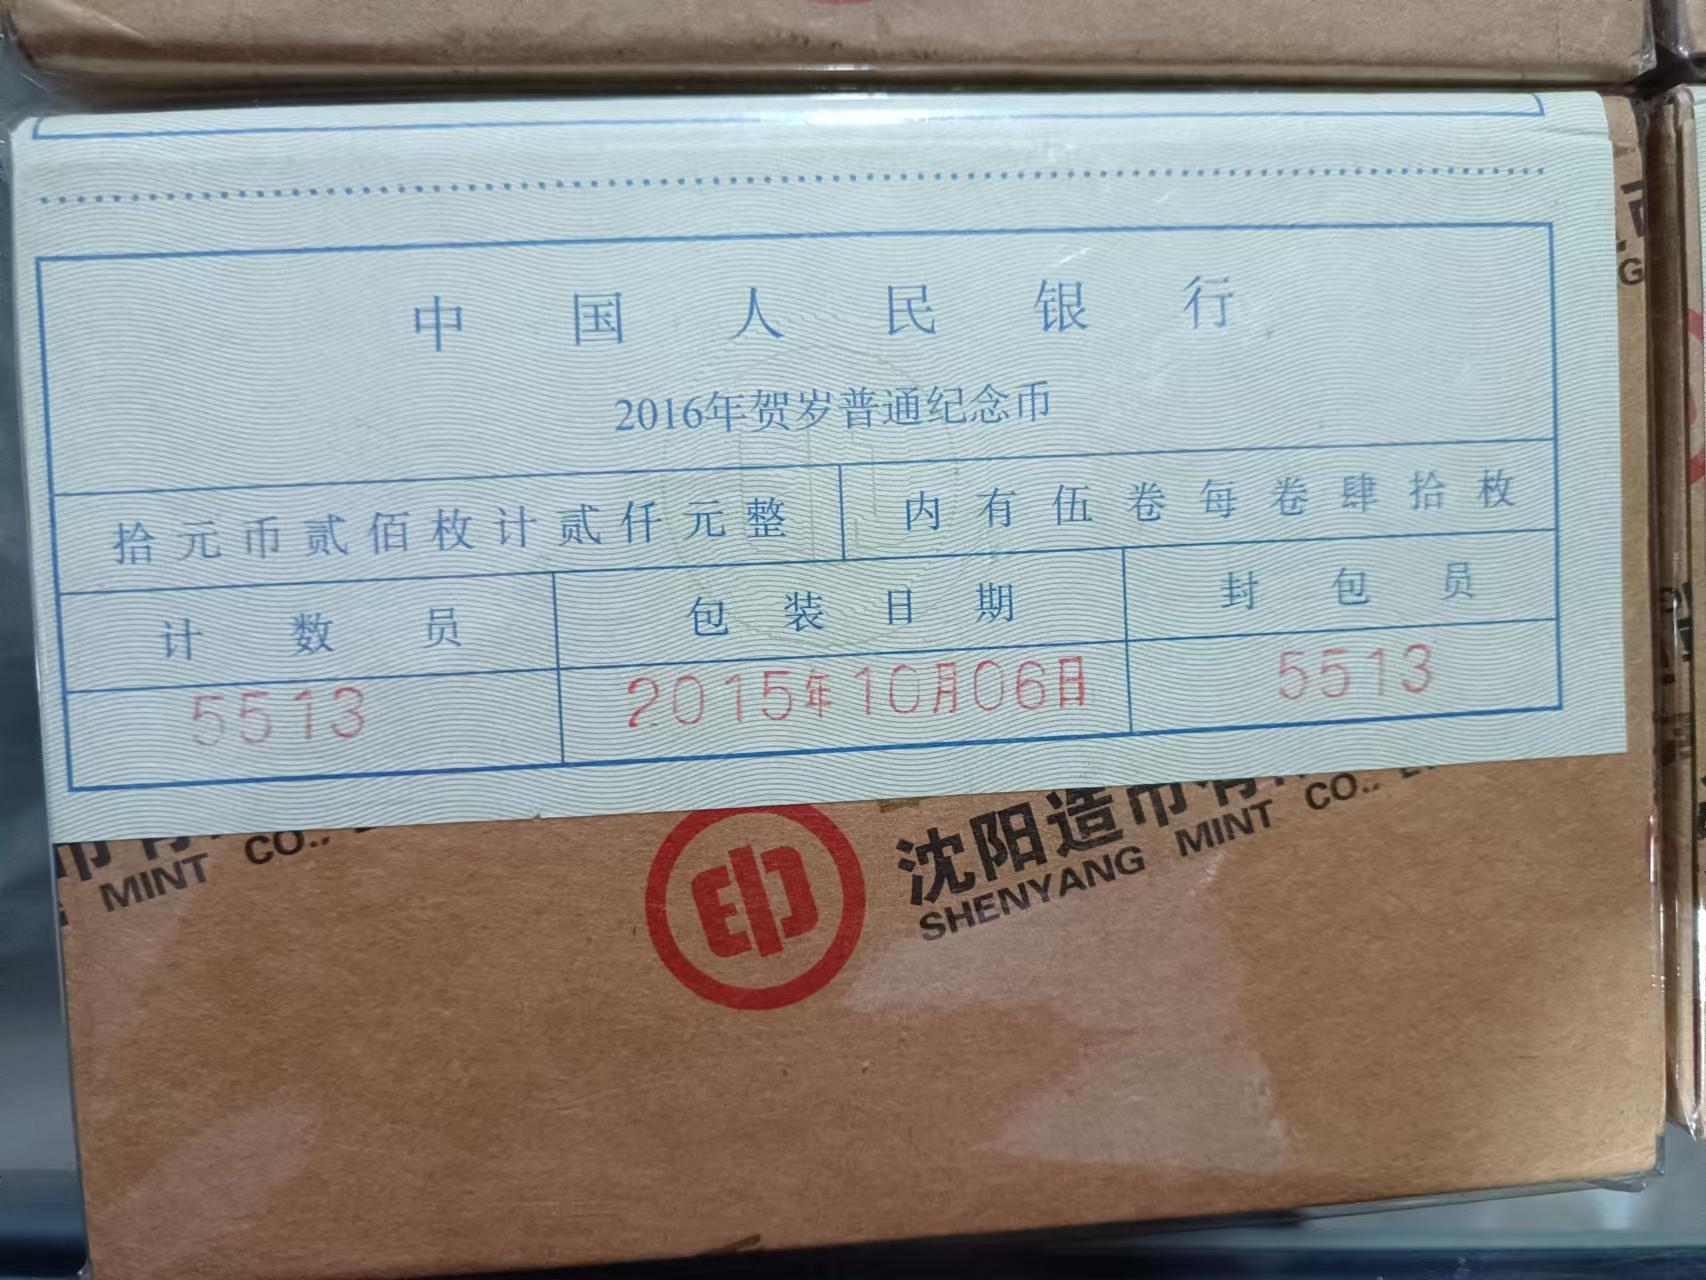 中国人民银行
2016年贺岁普通纪念币
拾元币贰佰枚计贰仟元整 内有伍卷每卷肆拾枚
计数员 包装日期 封包员
5513 2015年10月06日 5513
MINT CO., 沈阳造币有
SHENYANG MINT CO.,